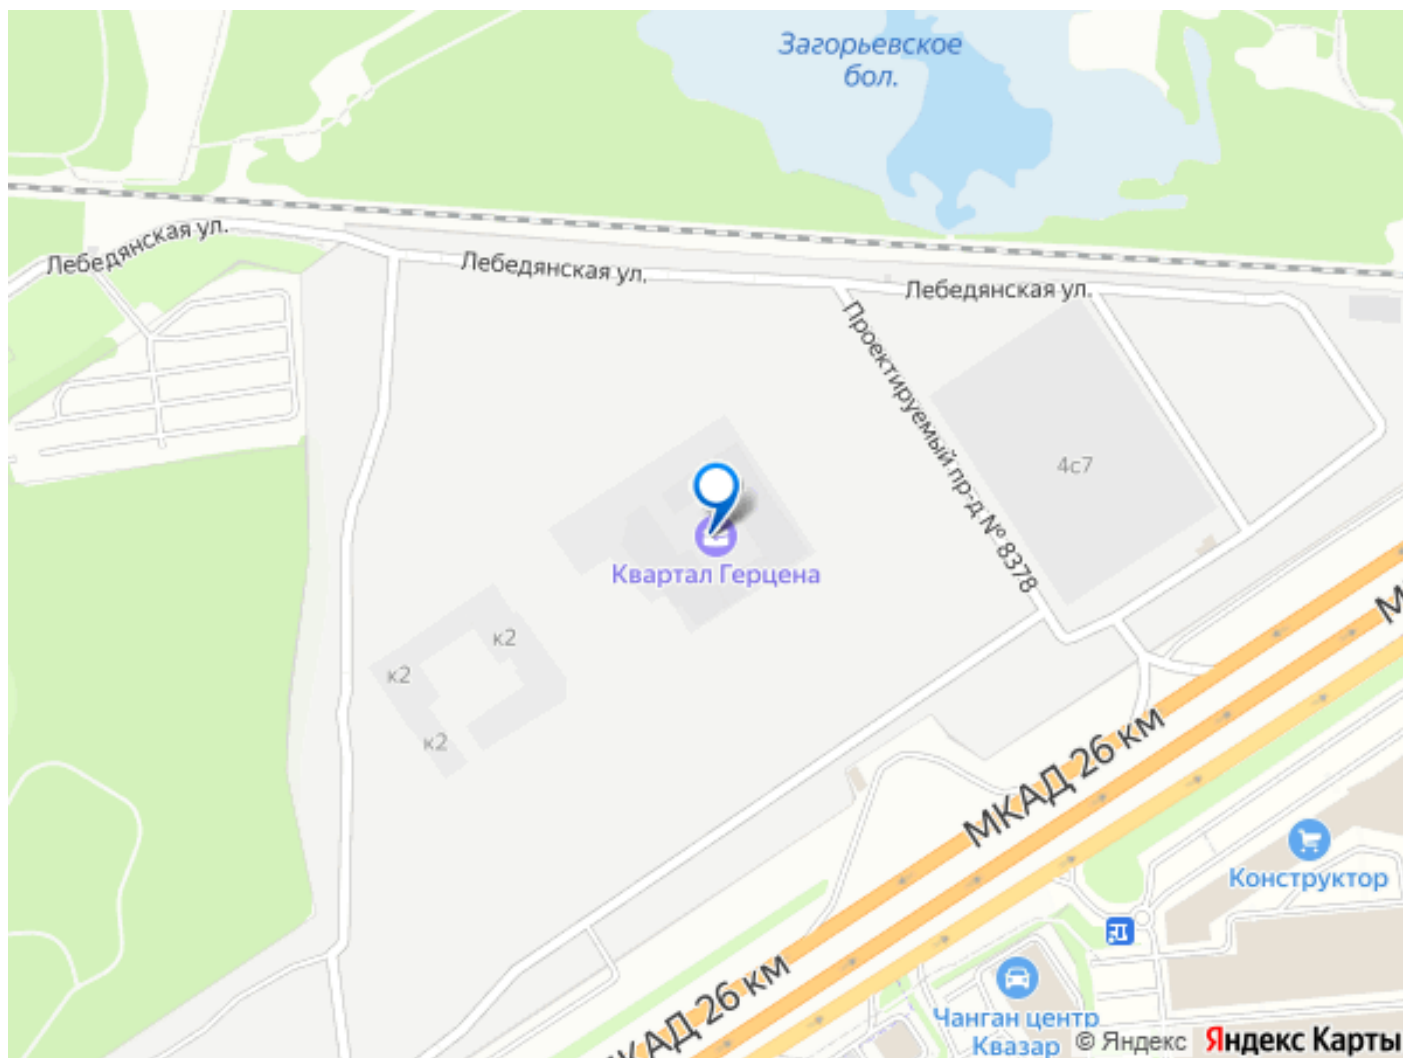 Загорьевское
бол.
Лебедянская ул.
Лебедянская ул.
Лебедянская ул.
Проектируемый пр-д № 8378
4с7
Квартал Герцена
к2
к2
к2
МКАД 26 км
М
Конструктор
МКАД 26 км
Чанган центр
Квазар
© Яндекс Яндекс Карты